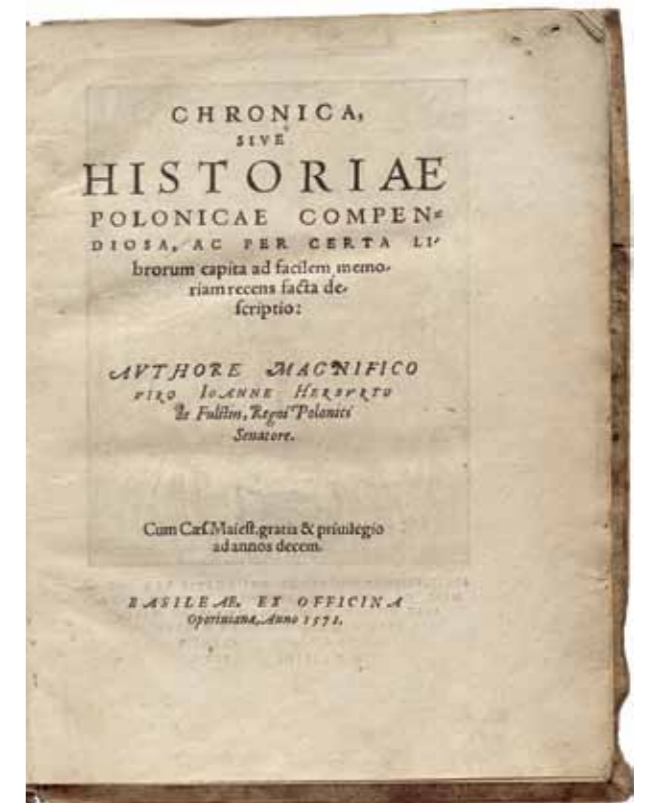 CHRONICA,
SIVE
HISTORIAE
POLONICAE COMPEN=
DIOSA, AC PER CERTA LI-
brorum capita ad facilem memo-
riam recens facta de-
ſcriptio:
AVTHORE MAGNIFICO
VIRO IOANNE HERBVRTO
de Fulſtin, Regni Polonici
Senatore.
Cum Cæſ. Maieſt. gratia & priuilegio
ad annos decem.
BASILEAE, EX OFFICINA
Oporiniana, Anno 1571.